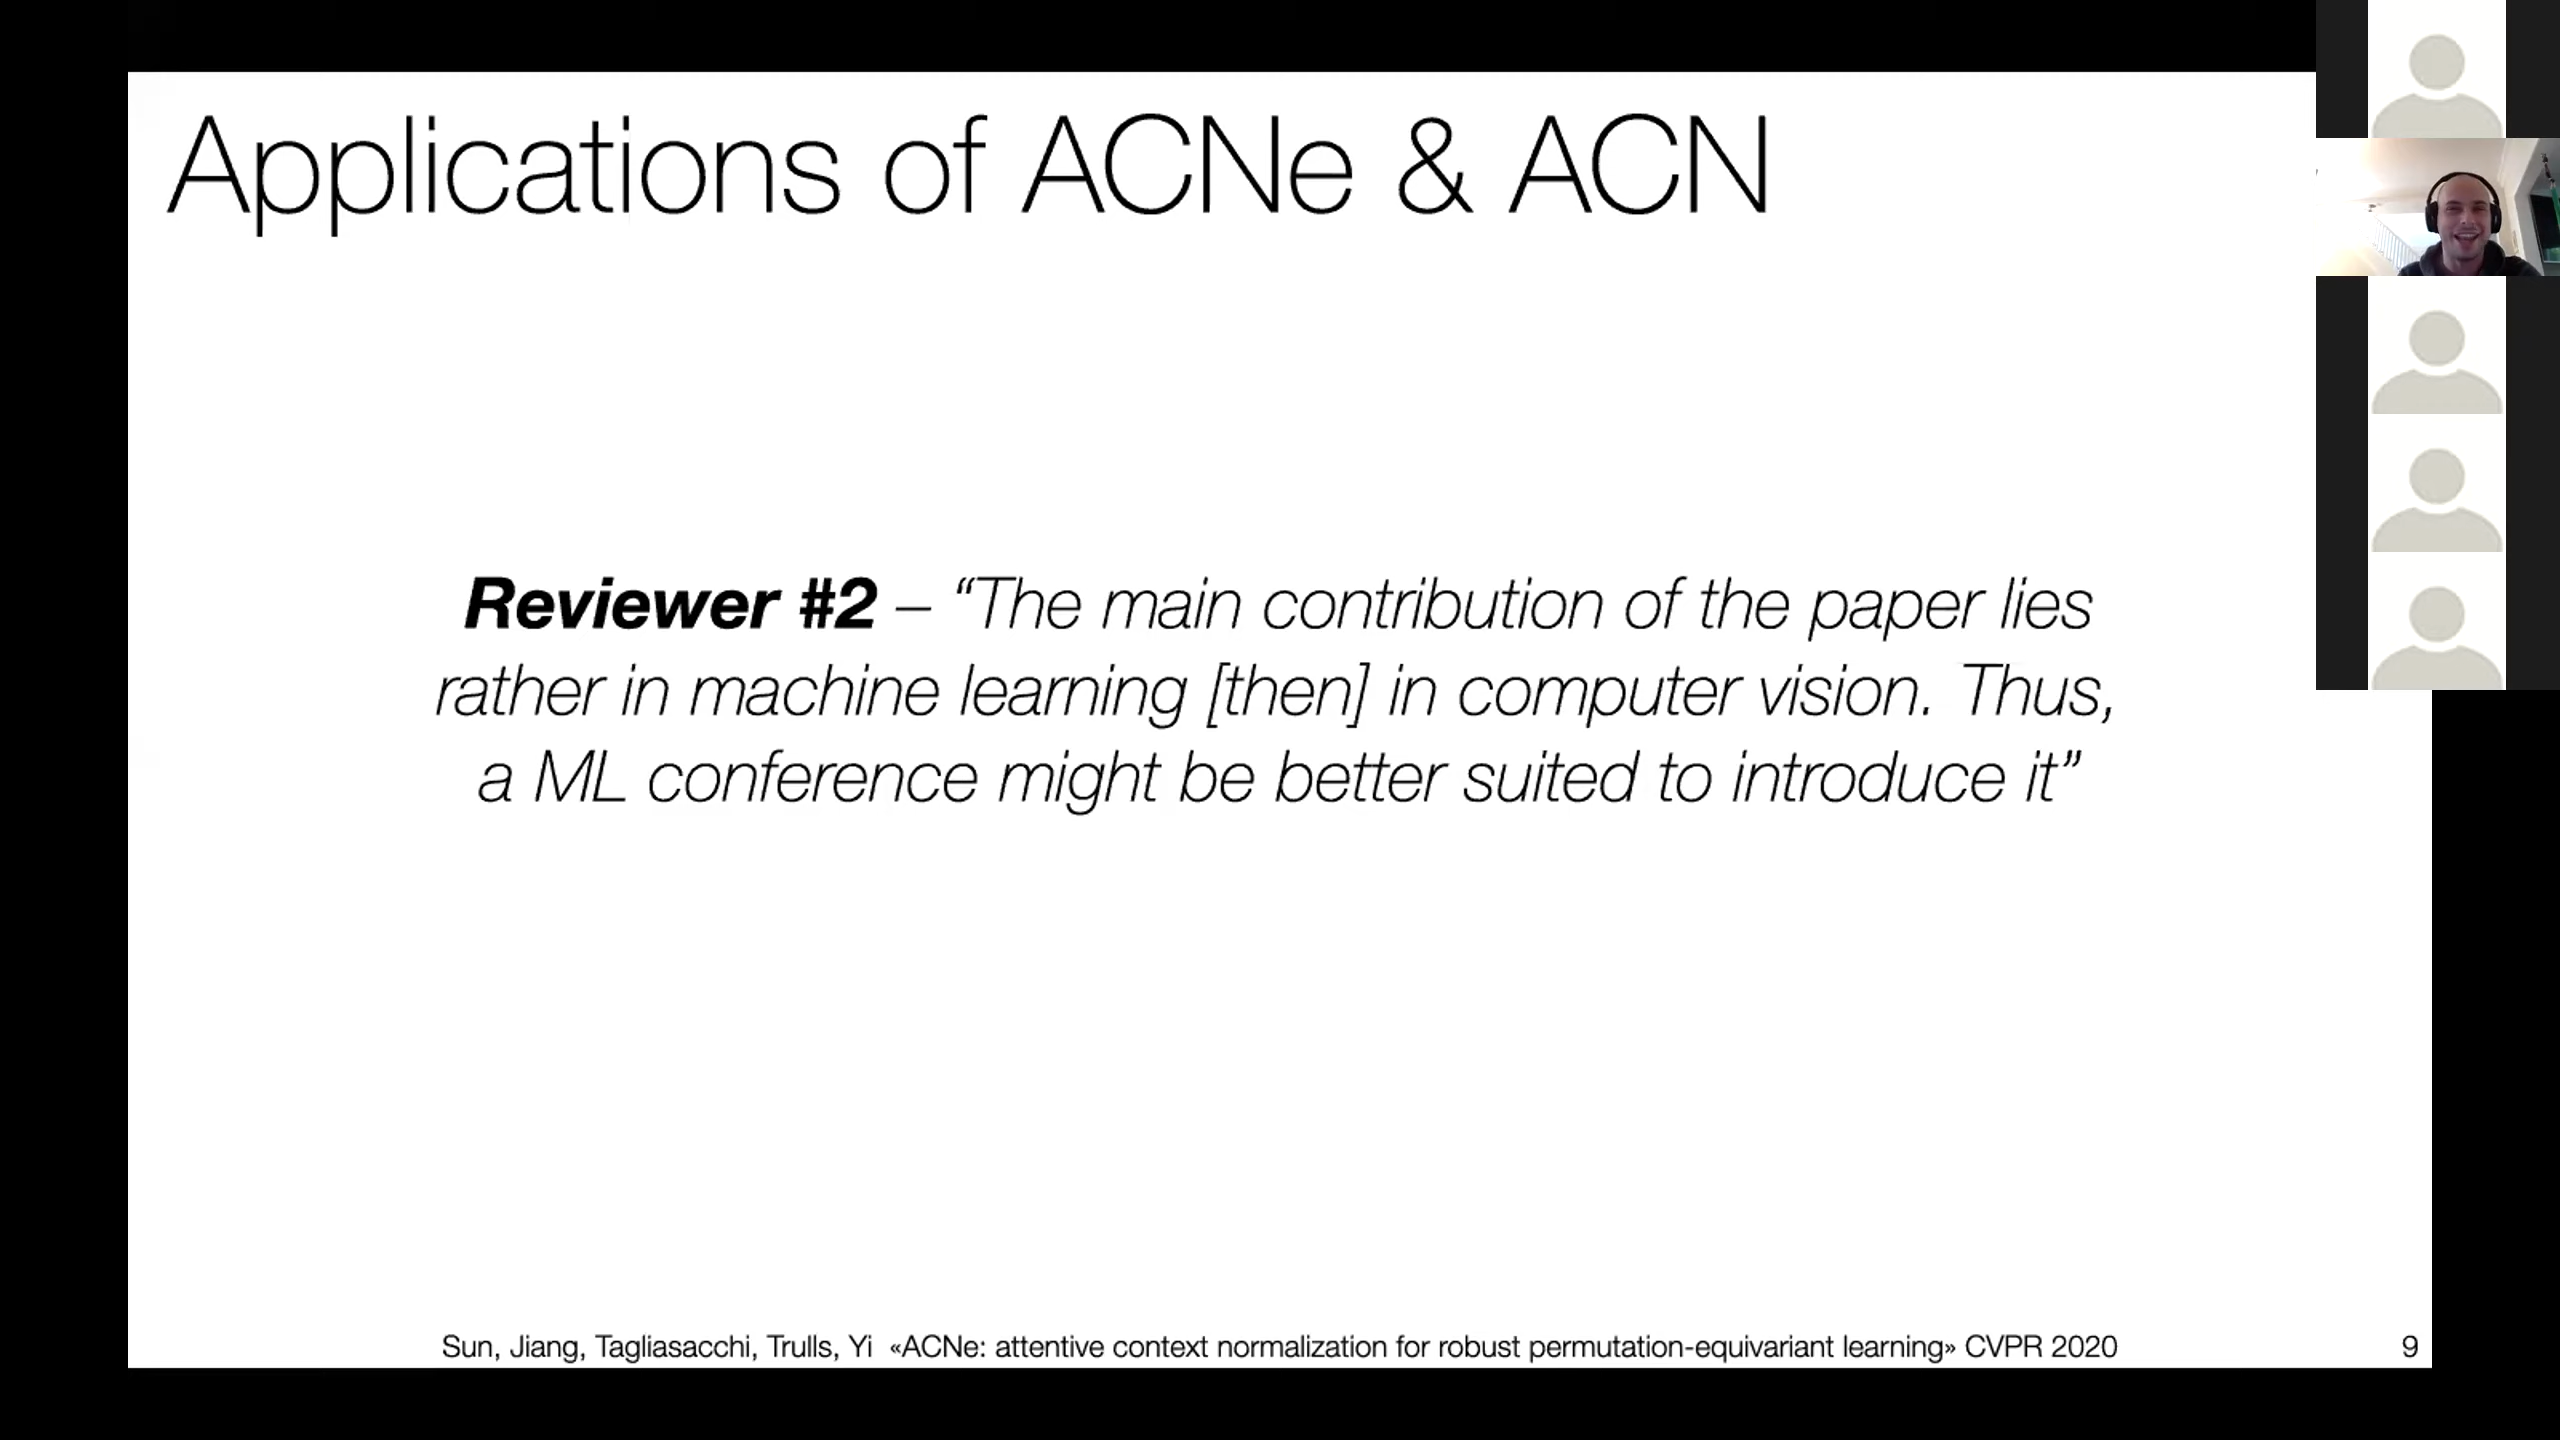 Applications of ACNe & ACN
Reviewer #2 – “The main contribution of the paper lies
rather in machine learning [then] in computer vision. Thus,
a ML conference might be better suited to introduce it”
Sun, Jiang, Tagliasacchi, Trulls, Yi «ACNe: attentive context normalization for robust permutation-equivariant learning» CVPR 2020
9